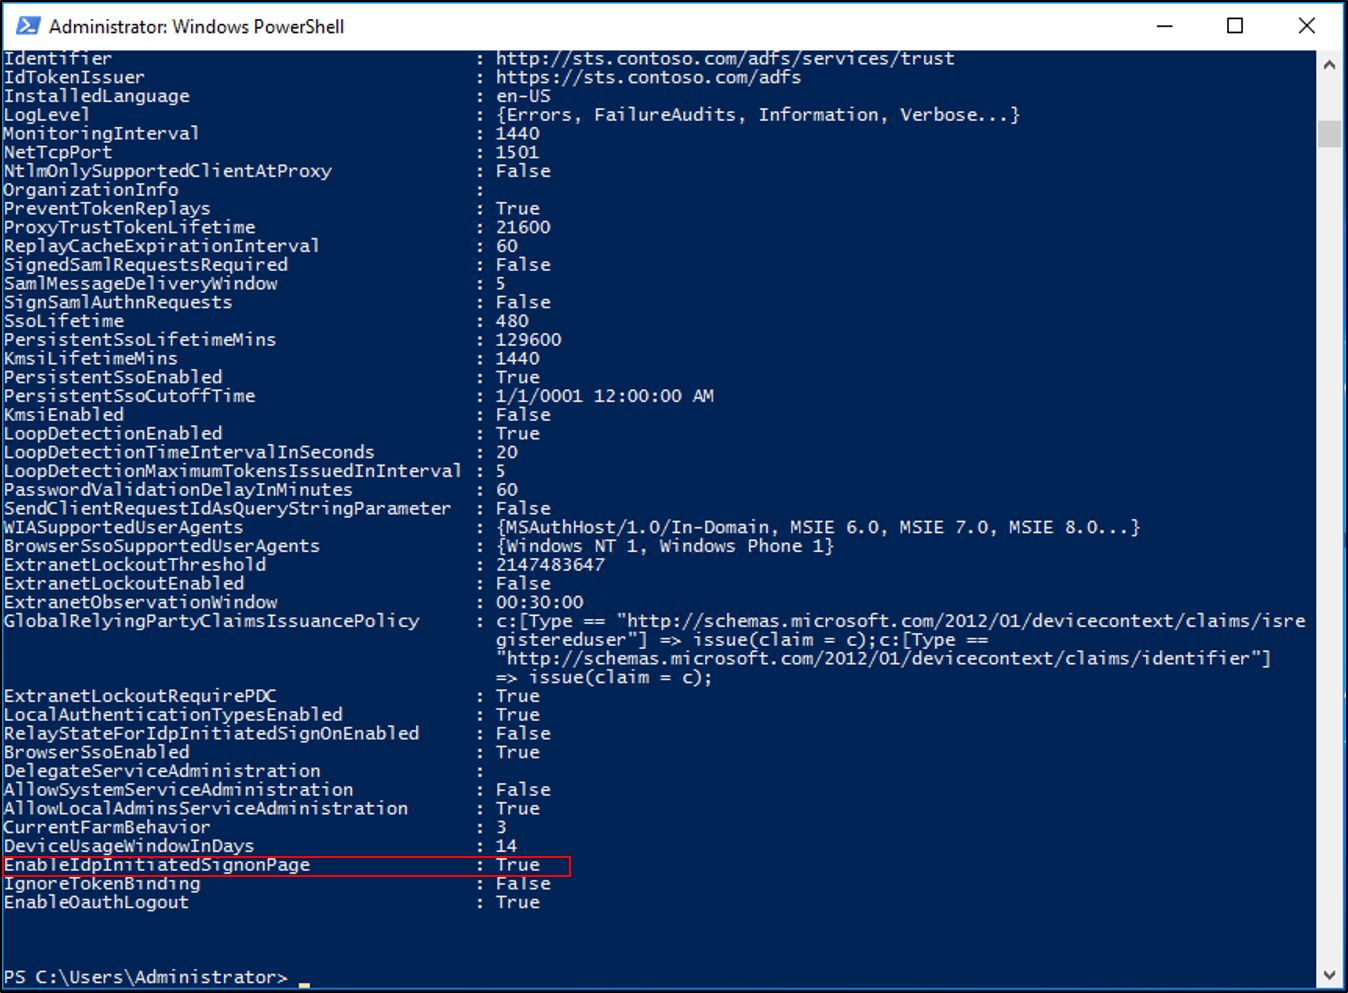 Administrator: Windows PowerShell
Identifier : http://sts.contoso.com/adfs/services/trust
IdTokenIssuer : https://sts.contoso.com/adfs
InstalledLanguage : en-US
LogLevel : {Errors, FailureAudits, Information, Verbose...}
MonitoringInterval : 1440
NetTcpPort : 1501
NtlmOnlySupportedClientAtProxy : False
OrganizationInfo :
PreventTokenReplays : True
ProxyTrustTokenLifetime : 21600
ReplayCacheExpirationInterval : 60
SignedSamlRequestsRequired : False
SamlMessageDeliveryWindow : 5
SignSamlAuthnRequests : False
SsoLifetime : 480
PersistentSsoLifetimeMins : 129600
KmsiLifetimeMins : 1440
PersistentSsoEnabled : True
PersistentSsoCutoffTime : 1/1/0001 12:00:00 AM
KmsiEnabled : False
LoopDetectionEnabled : True
LoopDetectionTimeIntervalInSeconds : 20
LoopDetectionMaximumTokensIssuedInInterval : 5
PasswordValidationDelayInMinutes : 60
SendClientRequestIdAsQueryStringParameter : False
WIASupportedUserAgents : {MSAuthHost/1.0/In-Domain, MSIE 6.0, MSIE 7.0, MSIE 8.0...}
BrowserSsoSupportedUserAgents : {Windows NT 1, Windows Phone 1}
ExtranetLockoutThreshold : 2147483647
ExtranetLockoutEnabled : False
ExtranetObservationWindow : 00:30:00
GlobalRelyingPartyClaimsIssuancePolicy : c:[Type == "http://schemas.microsoft.com/2012/01/devicecontext/claims/isre
gistereduser"] => issue(claim = c);c:[Type ==
"http://schemas.microsoft.com/2012/01/devicecontext/claims/identifier"]
=> issue(claim = c);
ExtranetLockoutRequirePDC : True
LocalAuthenticationTypesEnabled : True
RelayStateForIdpInitiatedSignOnEnabled : False
BrowserSsoEnabled : True
DelegateServiceAdministration :
AllowSystemServiceAdministration : False
AllowLocalAdminsServiceAdministration : True
CurrentFarmBehavior : 3
DeviceUsageWindowInDays : 14
EnableIdpInitiatedSignonPage : True
IgnoreTokenBinding : False
EnableOauthLogout : True
PS C:\Users\Administrator> _